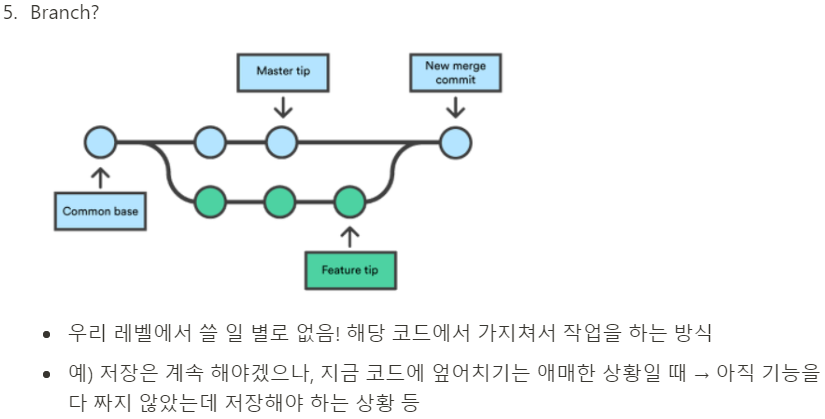 5. Branch?
Master tip
New merge
commit
Common base
Feature tip
• 우리 레벨에서 쓸 일 별로 없음! 해당 코드에서 가지쳐서 작업을 하는 방식
• 예) 저장은 계속 해야겠으나, 지금 코드에 엎어치기는 애매한 상황일 때 → 아직 기능을
다 짜지 않았는데 저장해야 하는 상황 등